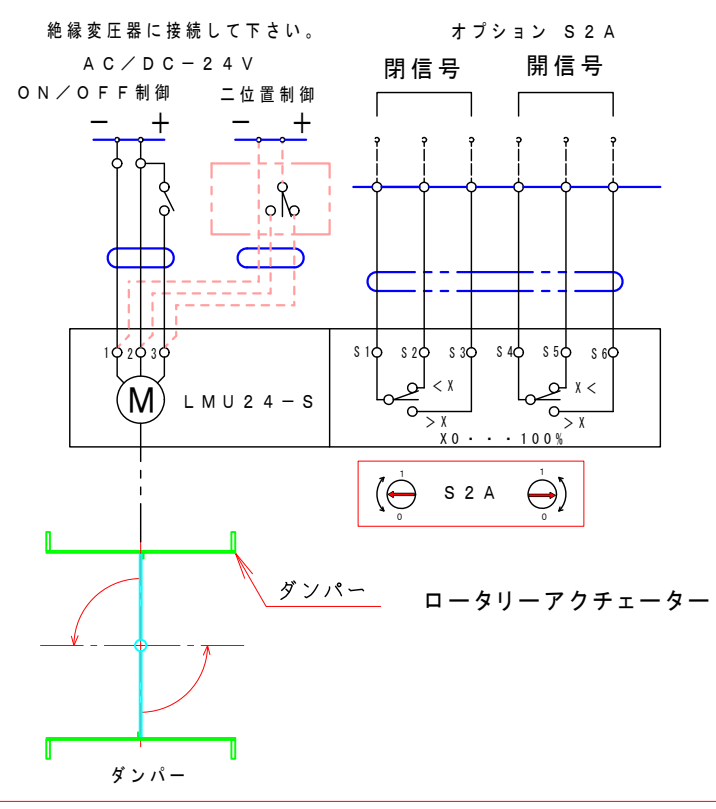 絶縁変圧器に接続して下さい。
AC/DC-24V
ON/OFF制御
二位置制御
- +
- +
オプション S2A
閉信号
開信号
1 2 3
M
LMU24-S
S1 S2 S3 S4 S5 S6
<X
>X
X<
>X
X0・・・100%
1
0
S2A
1
0
ダンパー
ロータリーアクチェーター
ダンパー